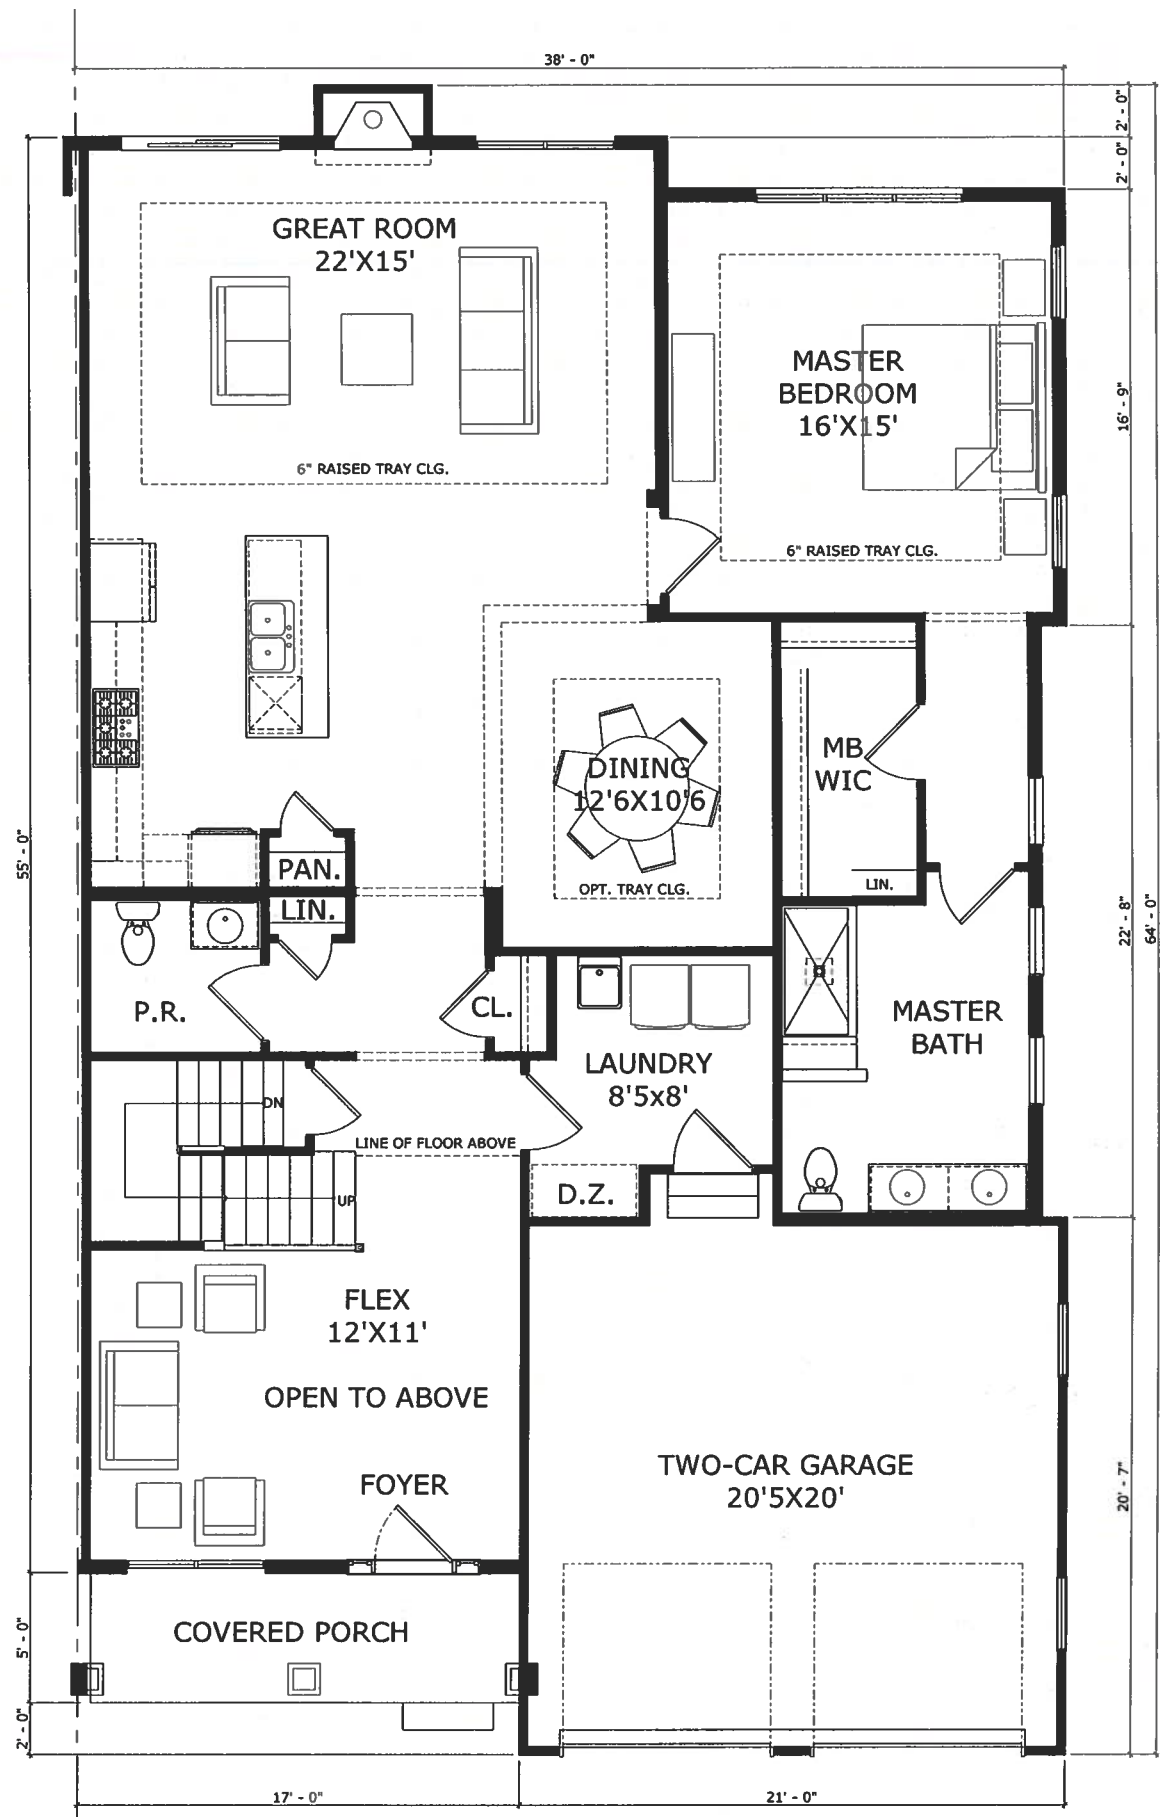 38' - 0"
2' - 0"
2' - 0"
GREAT ROOM
22'X15'
6" RAISED TRAY CLG.
MASTER
BEDROOM
16'X15'
6" RAISED TRAY CLG.
16' - 9"
DINING
12'6X10'6
OPT. TRAY CLG.
MB
WIC
LIN.
55' - 0"
PAN.
LIN.
22' - 8"
64' - 0"
P.R.
CL.
MASTER
BATH
LAUNDRY
8'5x8'
DN
LINE OF FLOOR ABOVE
UP
D.Z.
FLEX
12'X11'
OPEN TO ABOVE
FOYER
TWO-CAR GARAGE
20'5X20'
20' - 7"
COVERED PORCH
5' - 0"
2' - 0"
17' - 0"
21' - 0"